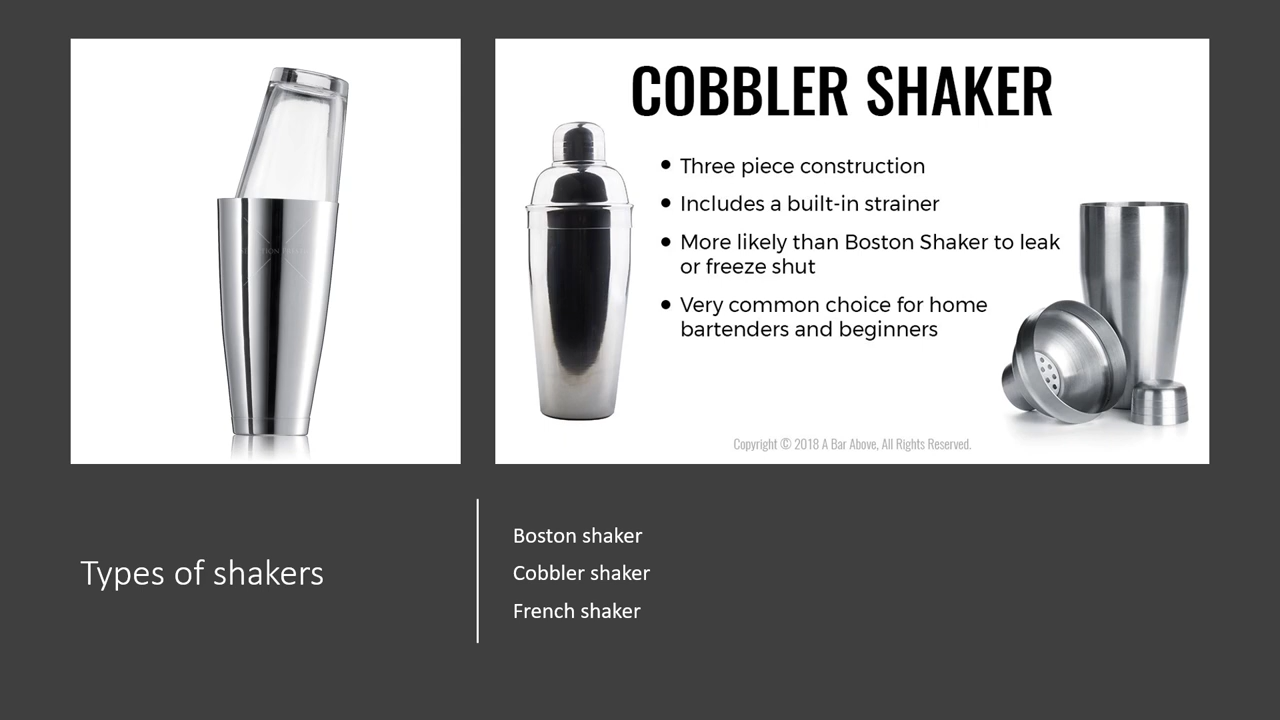 COBBLER SHAKER
Three piece construction
Includes a built-in strainer
More likely than Boston Shaker to leak
or freeze shut
Very common choice for home
bartenders and beginners
Copyright © 2018 A Bar Above, All Rights Reserved.
Types of shakers
Boston shaker
Cobbler shaker
French shaker